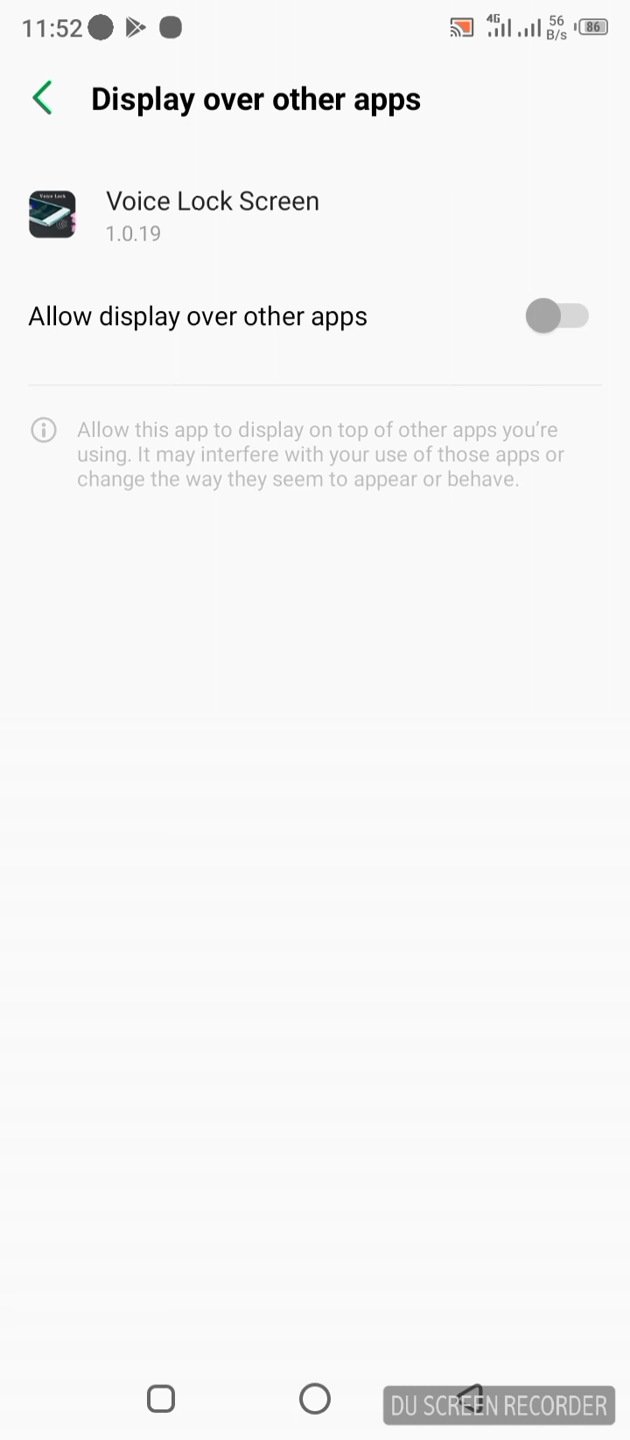 11:52
4G
56
B/s
86
Display over other apps
Voice Lock
Voice Lock Screen
1.0.19
Allow display over other apps
Allow this app to display on top of other apps you're
using. It may interfere with your use of those apps or
change the way they seem to appear or behave.
DU SCREEN RECORDER